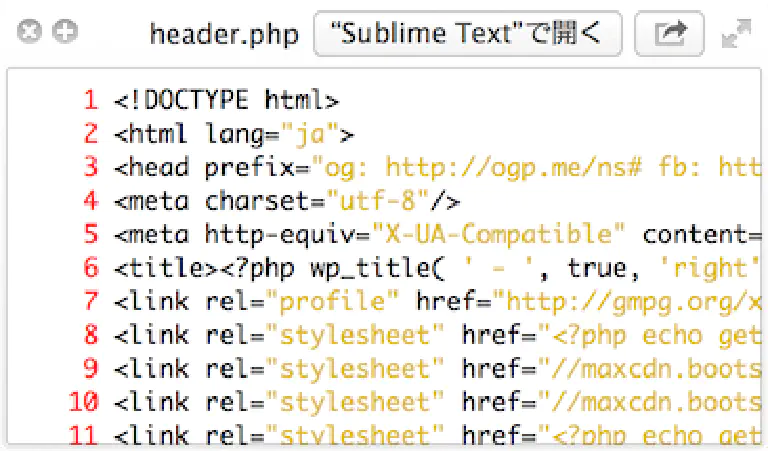 header.php "Sublime Text"で開く
1 <!DOCTYPE html>
2 <html lang="ja">
3 <head prefix="og: http://ogp.me/ns# fb: htt
4 <meta charset="utf-8"/>
5 <meta http-equiv="X-UA-Compatible" content=
6 <title><?php wp_title( ' - ', true, 'right'
7 <link rel="profile" href="http://gmpg.org/x
8 <link rel="stylesheet" href="<?php echo get
9 <link rel="stylesheet" href="//maxcdn.boots
10 <link rel="stylesheet" href="//maxcdn.boots
11 <link rel="stylesheet" href="<?php echo get